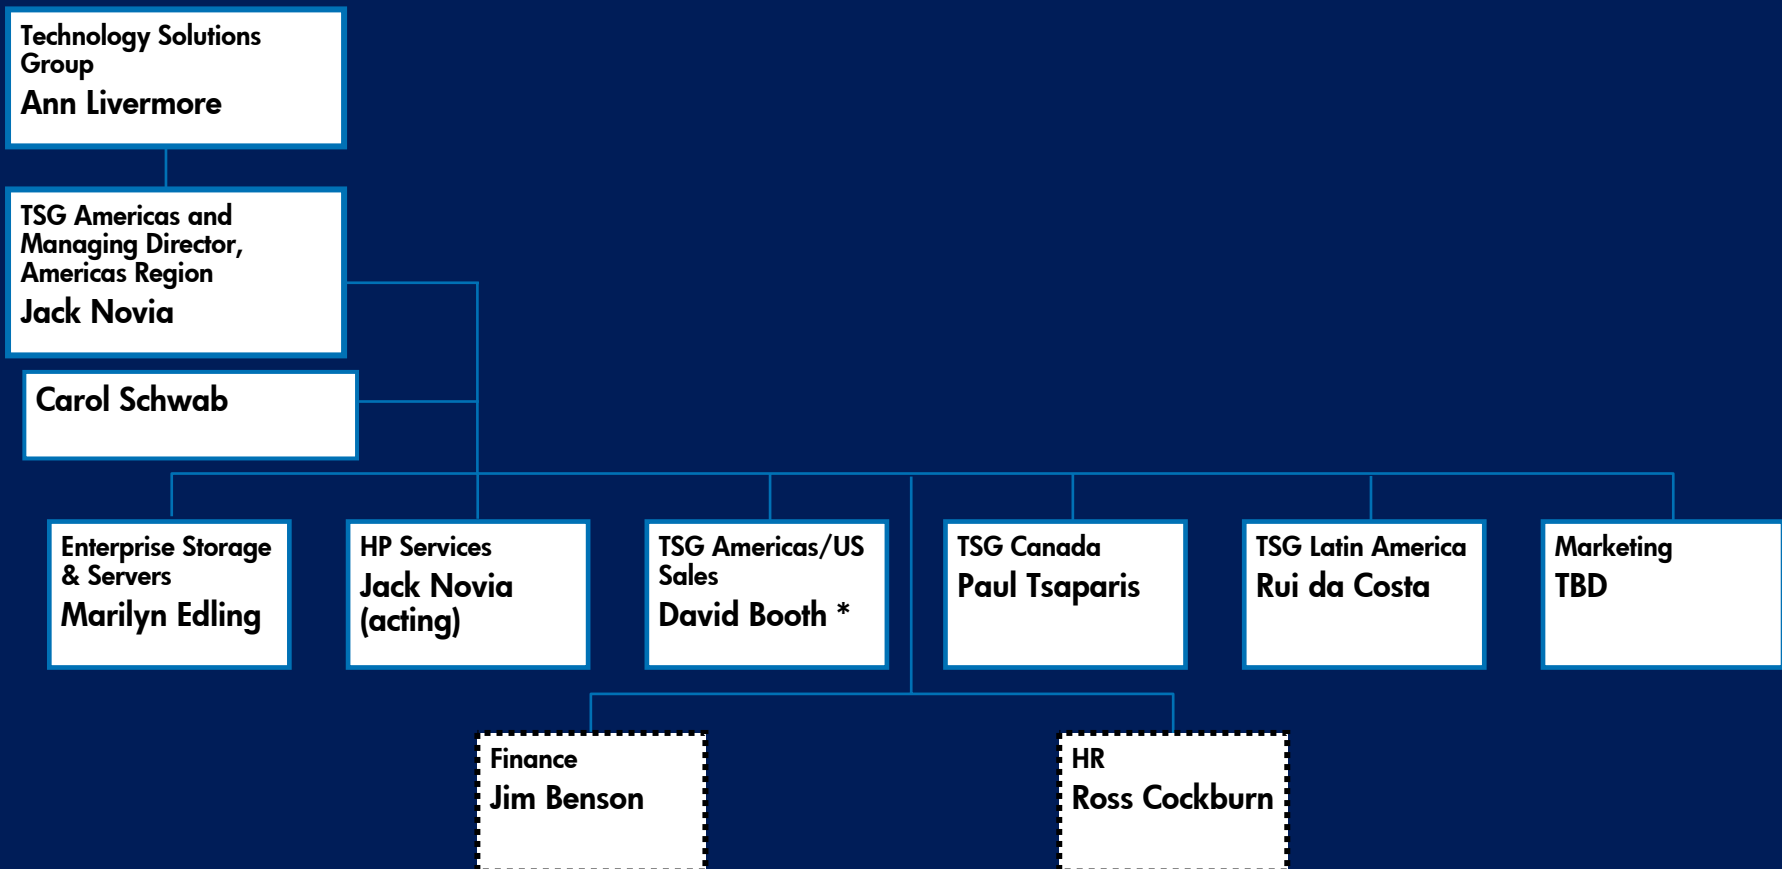 Technology Solutions
Group
Ann Livermore
TSG Americas and
Managing Director,
Americas Region
Jack Novia
Carol Schwab
Enterprise Storage
& Servers
Marilyn Edling
HP Services
Jack Novia
(acting)
TSG Americas/US
Sales
David Booth *
TSG Canada
Paul Tsaparis
TSG Latin America
Rui da Costa
Marketing
TBD
Finance
Jim Benson
HR
Ross Cockburn